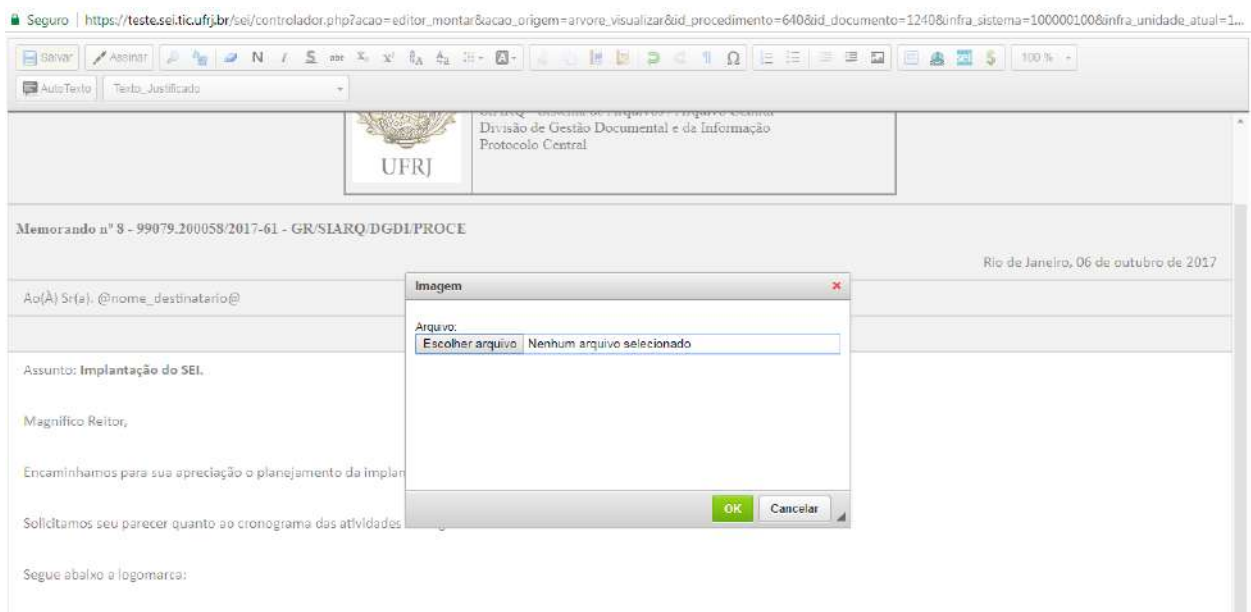 Seguro | https://teste.sei.tic.ufrj.br/sei/controlador.php?acao=editor_montar&acao_origem=arvore_visualizar&id_procedimento=640&id_documento=1240&infra_sistema=100000100&infra_unidade_atual=1...
Salvar Assinar N I S abc X₂ X² 100 %
AutoTexto Texto_Justificado
Divisão de Gestão Documental e da Informação
Protocolo Central
UFRJ
Memorando nº 8 - 99079.200058/2017-61 - GR/SIARQ/DGDI/PROCE
Rio de Janeiro, 06 de outubro de 2017
Ao(À) Sr(a). @nome_destinatario@
Imagem
Arquivo:
Escolher arquivo Nenhum arquivo selecionado
Assunto: Implantação do SEI.
Magnífico Reitor,
Encaminhamos para sua apreciação o planejamento da implan
Solicitamos seu parecer quanto ao cronograma das atividades
OK Cancelar
Segue abaixo a logomarca: